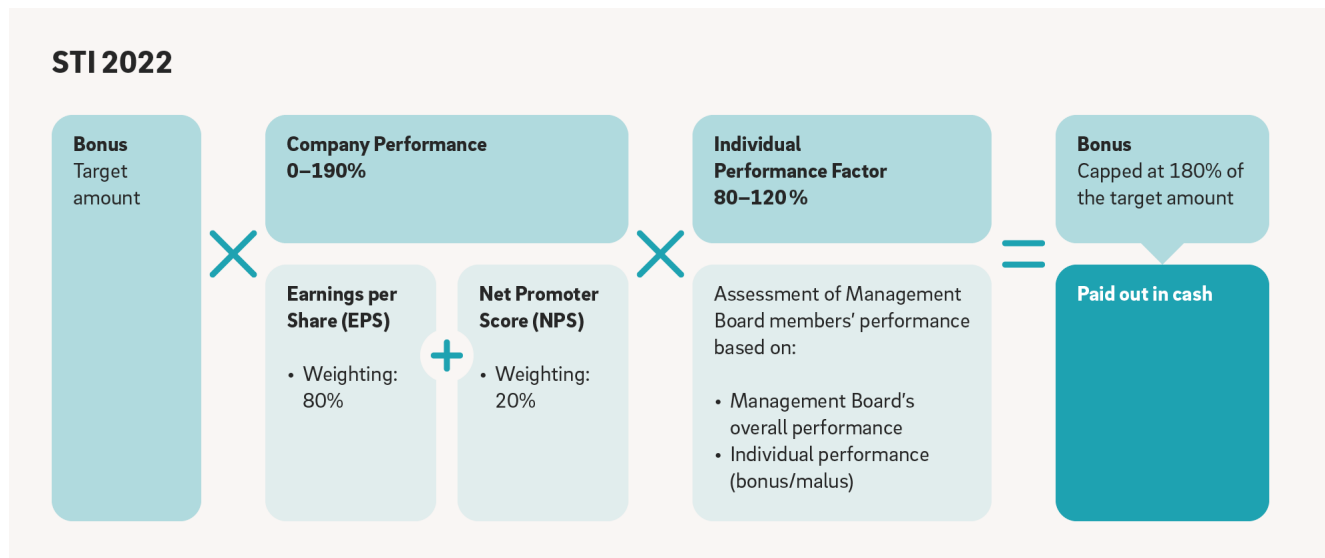 STI 2022
Bonus
Target
amount
Company Performance
0–190%
Earnings per
Share (EPS)
• Weighting:
80%
Net Promoter
Score (NPS)
• Weighting:
20%
Individual
Performance Factor
80–120 %
Assessment of Management
Board members’ performance
based on:
• Management Board’s
overall performance
• Individual performance
(bonus/malus)
Bonus
Capped at 180% of
the target amount
Paid out in cash